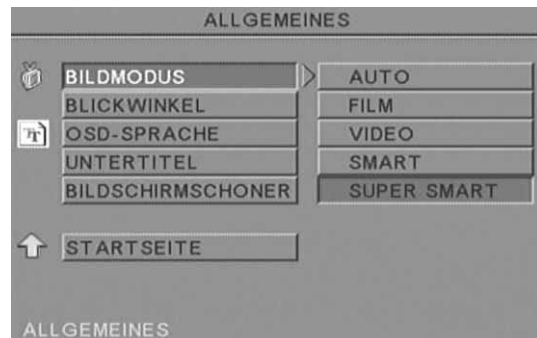 ALLGEMEINES
BILDMODUS AUTO
BLICKWINKEL FILM
OSD-SPRACHE VIDEO
UNTERTITEL SMART
BILDSCHIRMSCHONER SUPER SMART
STARTSEITE
ALLGEMEINES